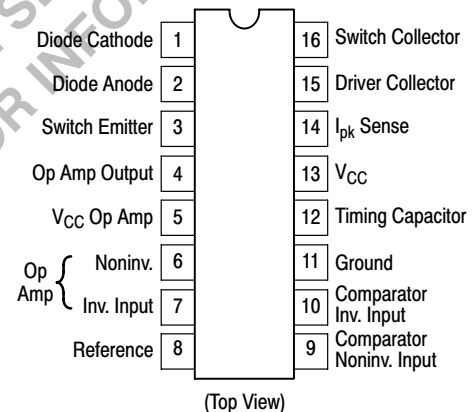 Diode Cathode 1 16 Switch Collector
Diode Anode 2 15 Driver Collector
Switch Emitter 3 14 Ipk Sense
Op Amp Output 4 13 VCC
VCC Op Amp 5 12 Timing Capacitor
Op Amp
Noninv. 6 11 Ground
Inv. Input 7 10 Comparator Inv. Input
Reference 8 9 Comparator Noninv. Input
(Top View)